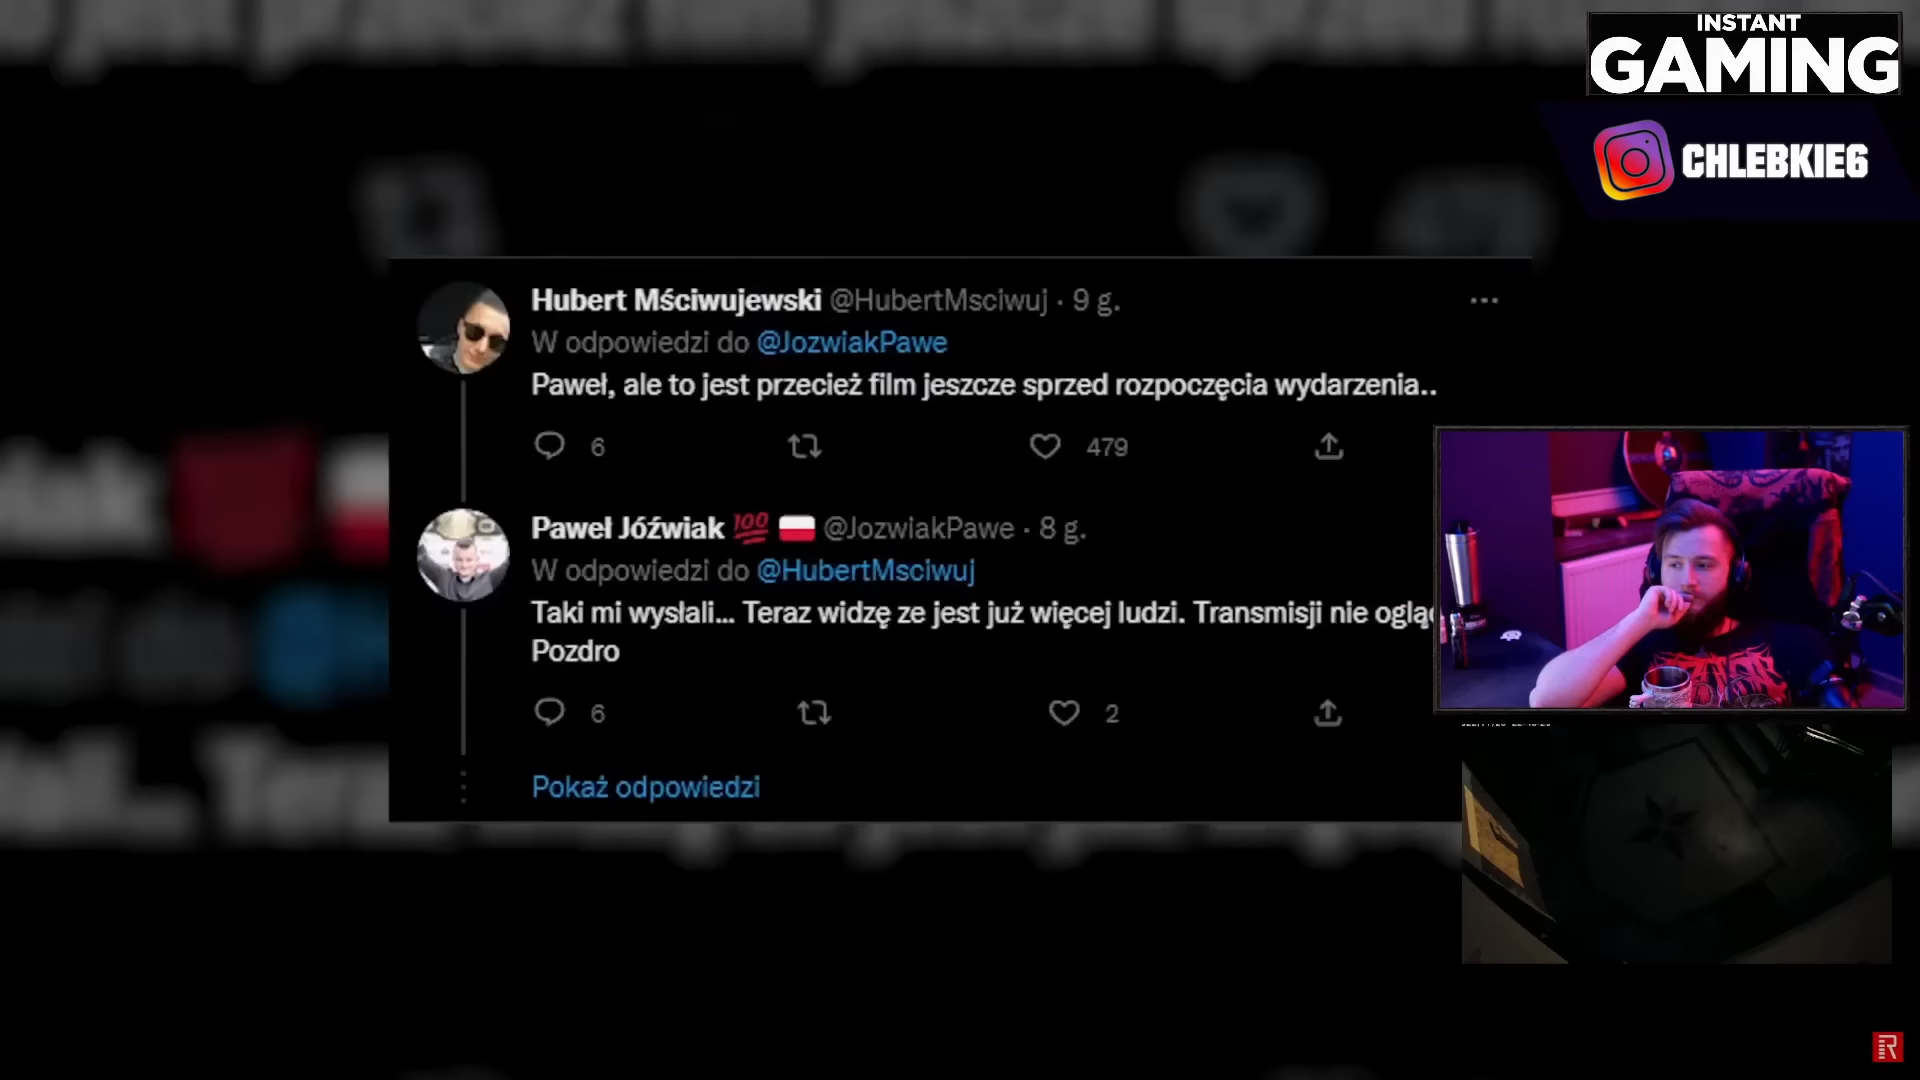 INSTANT
GAMING
CHLEBKIE6
Hubert Mściwujewski @HubertMsciwuj · 9 g.
W odpowiedzi do @JozwiakPawe
Paweł, ale to jest przecież film jeszcze sprzed rozpoczęcia wydarzenia..
6 479
Paweł Jóźwiak 💯 🇵🇱 @JozwiakPawe · 8 g.
W odpowiedzi do @HubertMsciwuj
Taki mi wysłali... Teraz widzę ze jest już więcej ludzi. Transmisji nie
Pozdro
6 2
Pokaż odpowiedzi
R